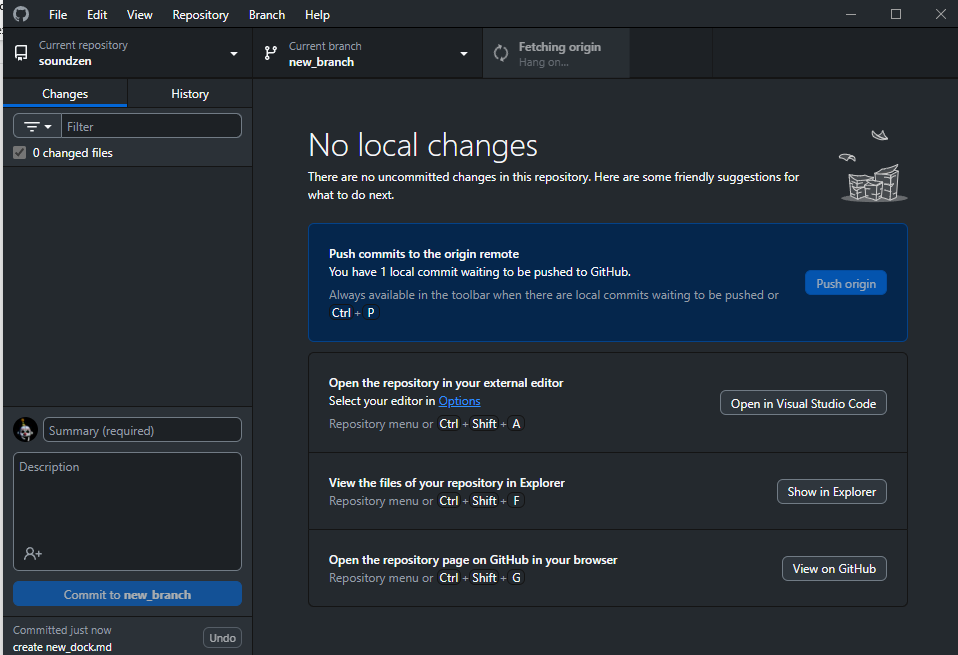 File Edit View Repository Branch Help
Current repository
soundzen
Current branch
new_branch
Fetching origin
Hang on...
Changes
History
Filter
0 changed files
No local changes
There are no uncommitted changes in this repository. Here are some friendly suggestions for
what to do next.
Push commits to the origin remote
You have 1 local commit waiting to be pushed to GitHub.
Always available in the toolbar when there are local commits waiting to be pushed or
Ctrl + P
Push origin
Open the repository in your external editor
Select your editor in Options
Repository menu or Ctrl + Shift + A
Open in Visual Studio Code
View the files of your repository in Explorer
Repository menu or Ctrl + Shift + F
Show in Explorer
Open the repository page on GitHub in your browser
Repository menu or Ctrl + Shift + G
View on GitHub
Summary (required)
Description
Commit to new_branch
Committed just now
create new_dock.md
Undo